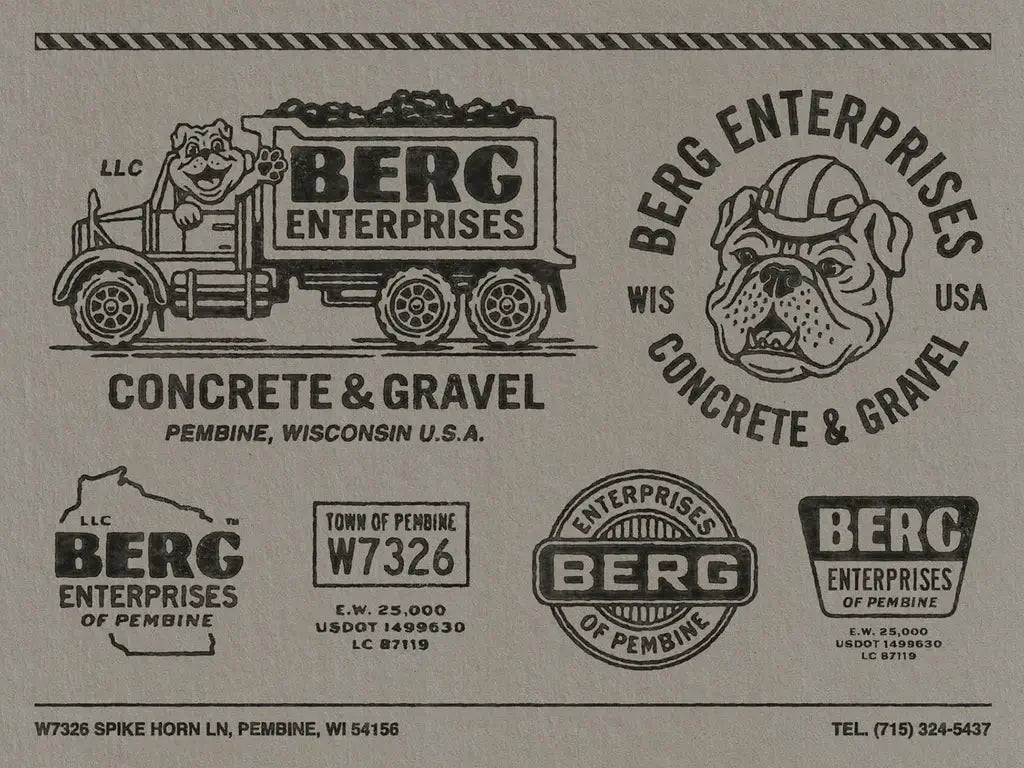 LLC
BERG
ENTERPRISES
CONCRETE & GRAVEL
PEMBINE, WISCONSIN U.S.A.
BERG ENTERPRISES
WIS
USA
CONCRETE & GRAVEL
LLC
TM
BERG
ENTERPRISES
OF PEMBINE
TOWN OF PEMBINE
W7326
E.W. 25,000
USDOT 1499630
LC 87119
ENTERPRISES
BERG
OF PEMBINE
BERG
ENTERPRISES
OF PEMBINE
E.W. 25,000
USDOT 1499630
LC 87119
W7326 SPIKE HORN LN, PEMBINE, WI 54156
TEL. (715) 324-5437